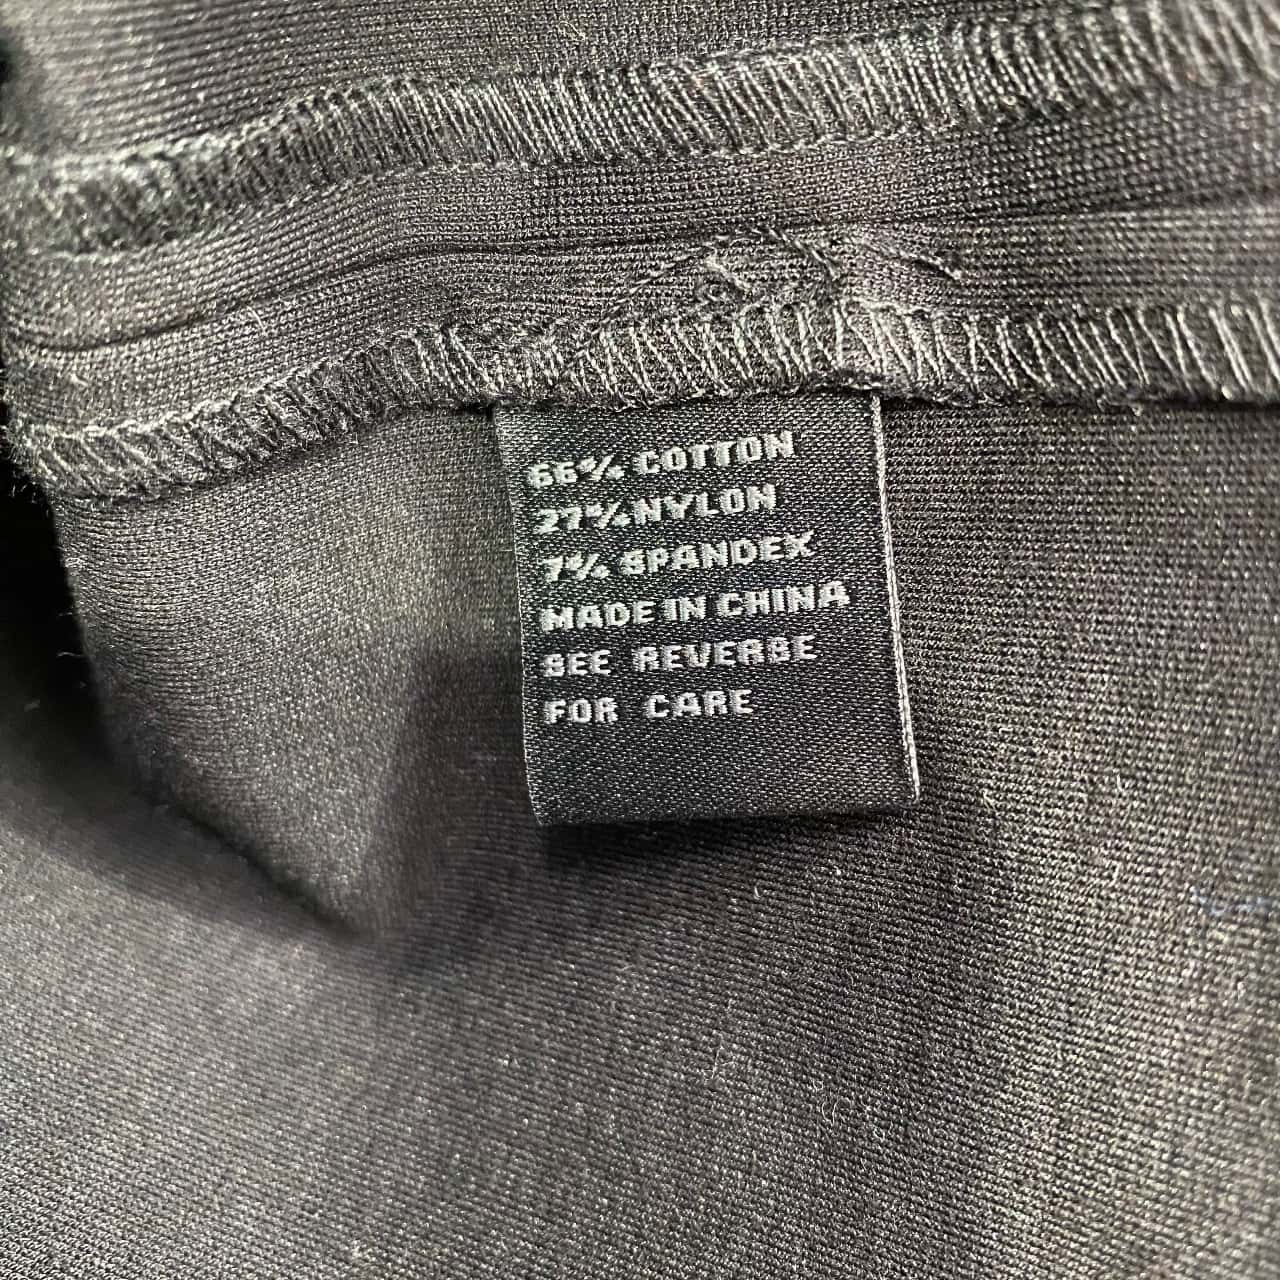 66% COTTON
27% NYLON
7% SPANDEX
MADE IN CHINA
SEE REVERSE
FOR CARE